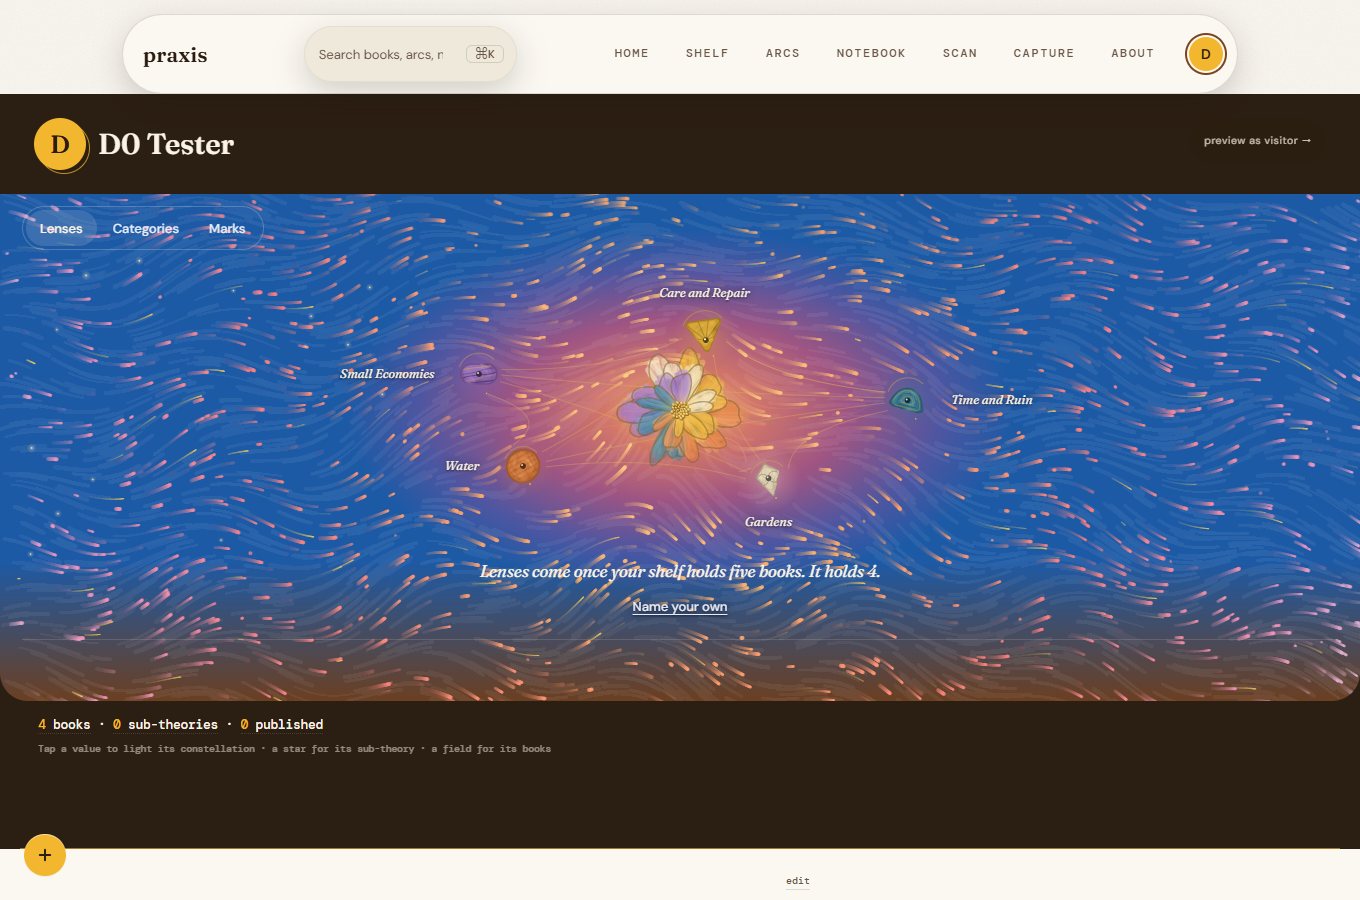 praxis
Search books, arcs, n
⌘K
HOME SHELF ARCS NOTEBOOK SCAN CAPTURE ABOUT
D
D
D0 Tester
preview as visitor →
Lenses Categories Marks
Care and Repair
Small Economies
Time and Ruin
Water
Gardens
Lenses come once your shelf holds five books. It holds 4.
Name your own
4 books · 0 sub-theories · 0 published
Tap a value to light its constellation · a star for its sub-theory · a field for its books
+
edit